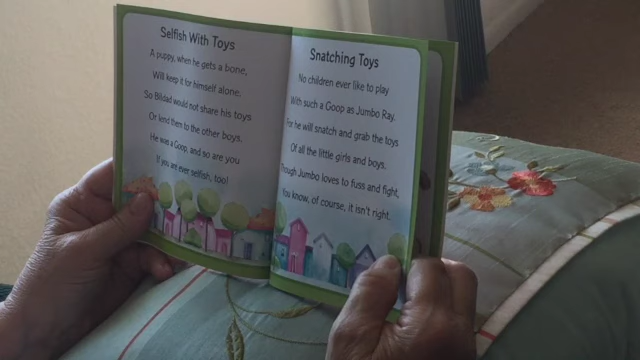 Selfish With Toys
A puppy, when he gets a bone,
Will keep it for himself alone.
So Bildad would not share his toys
Or lend them to the other boys.
He was a Goop, and so are you
If you are ever selfish, too!
Snatching Toys
No children ever like to play
With such a Goop as Jumbo Ray,
For he will snatch and grab the toys
Of all the little girls and boys.
Though Jumbo loves to fuss and fight,
You know, of course, it isn't right.